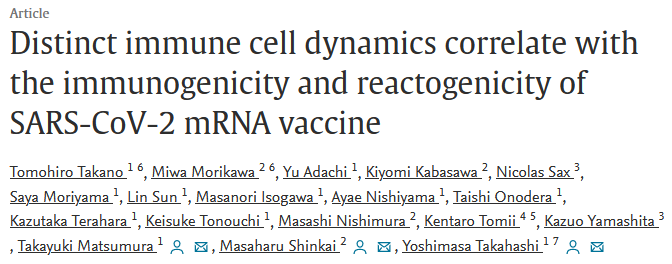 Article
Distinct immune cell dynamics correlate with
the immunogenicity and reactogenicity of
SARS-CoV-2 mRNA vaccine
Tomohiro Takano 1 6, Miwa Morikawa 2 6, Yu Adachi 1, Kiyomi Kabasawa 2, Nicolas Sax 3,
Saya Moriyama 1, Lin Sun 1, Masanori Isogawa 1, Ayae Nishiyama 1, Taishi Onodera 1,
Kazutaka Terahara 1, Keisuke Tonouchi 1, Masashi Nishimura 2, Kentaro Tomii 4 5, Kazuo Yamashita 3
, Takayuki Matsumura 1, Masaharu Shinkai 2, Yoshimasa Takahashi 1 7